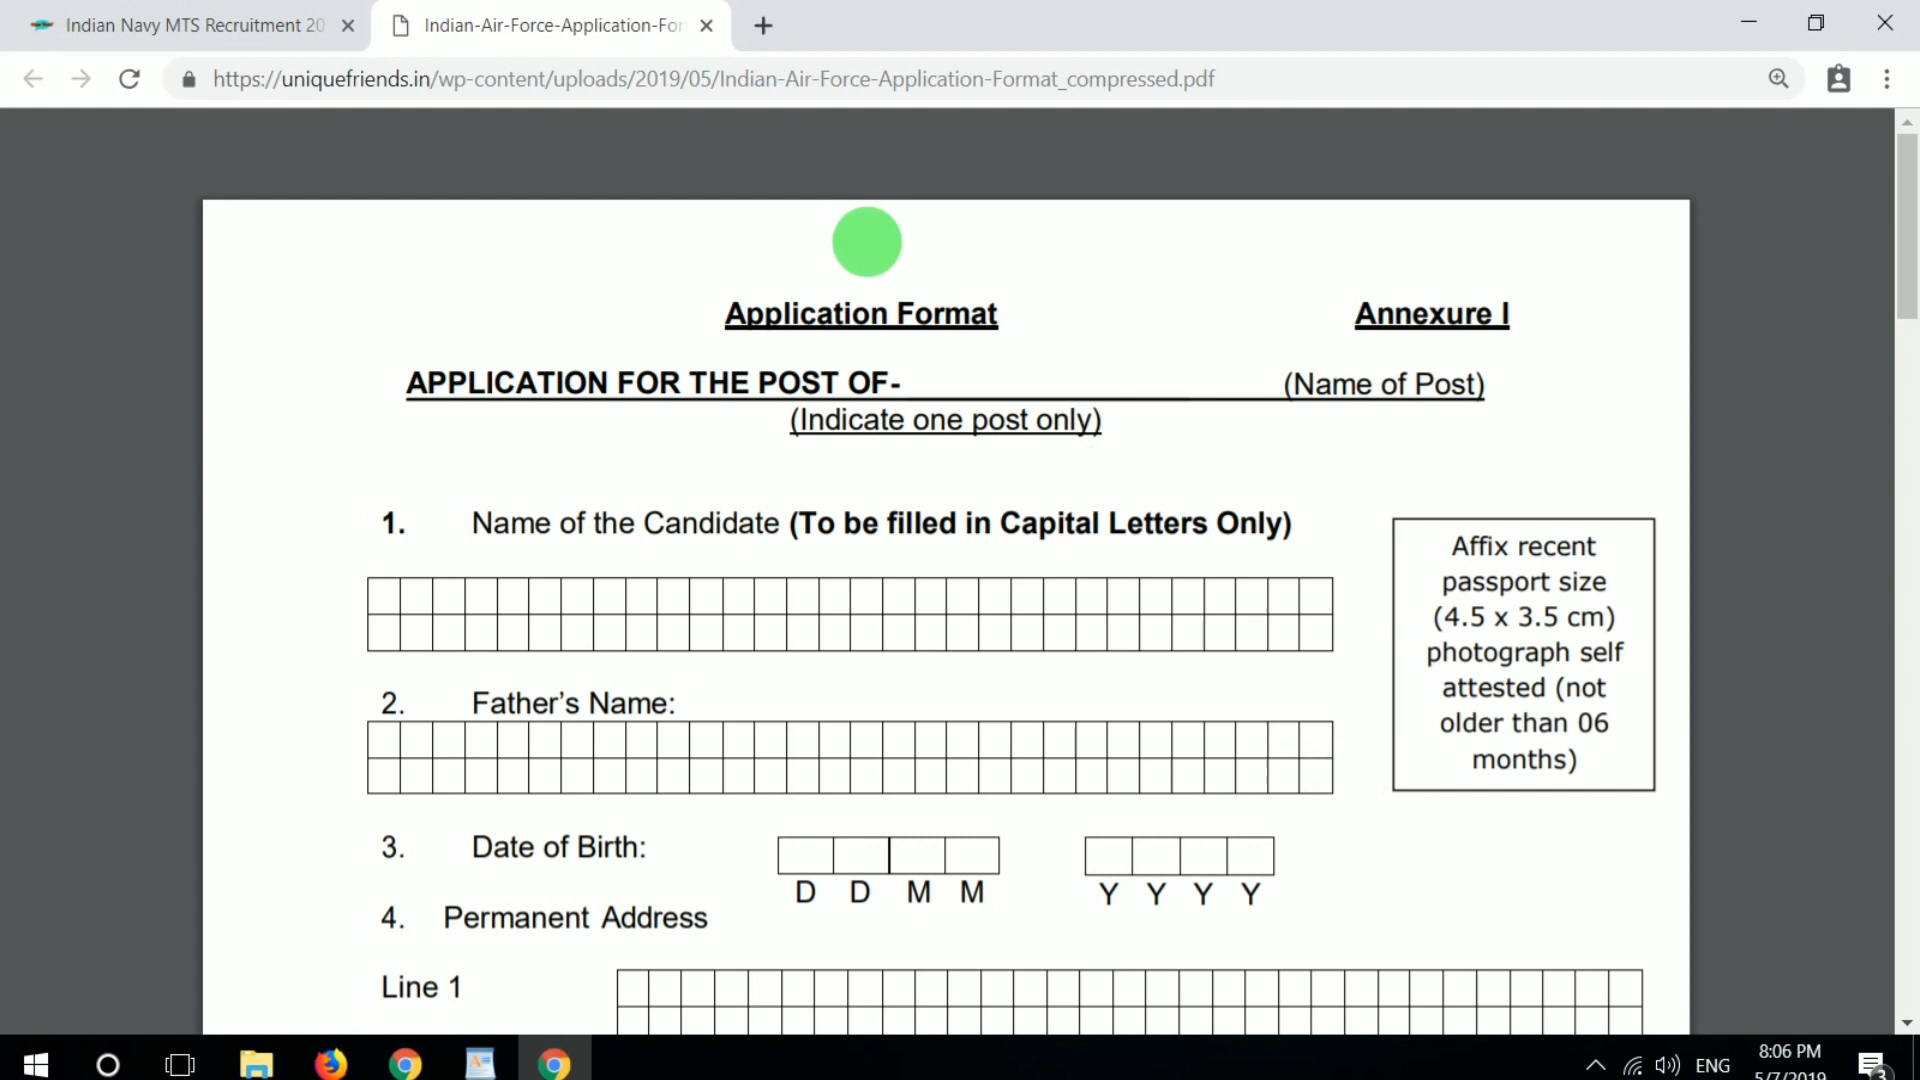 Indian Navy MTS Recruitment 20
Indian-Air-Force-Application-For
https://uniquefriends.in/wp-content/uploads/2019/05/Indian-Air-Force-Application-Format_compressed.pdf
Application Format
Annexure I
APPLICATION FOR THE POST OF- (Name of Post)
(Indicate one post only)
1. Name of the Candidate (To be filled in Capital Letters Only)
Affix recent
passport size
(4.5 x 3.5 cm)
photograph self
attested (not
older than 06
months)
2. Father’s Name:
3. Date of Birth:
D D M M Y Y Y Y
4. Permanent Address
Line 1
ENG
8:06 PM
5/7/2019
3